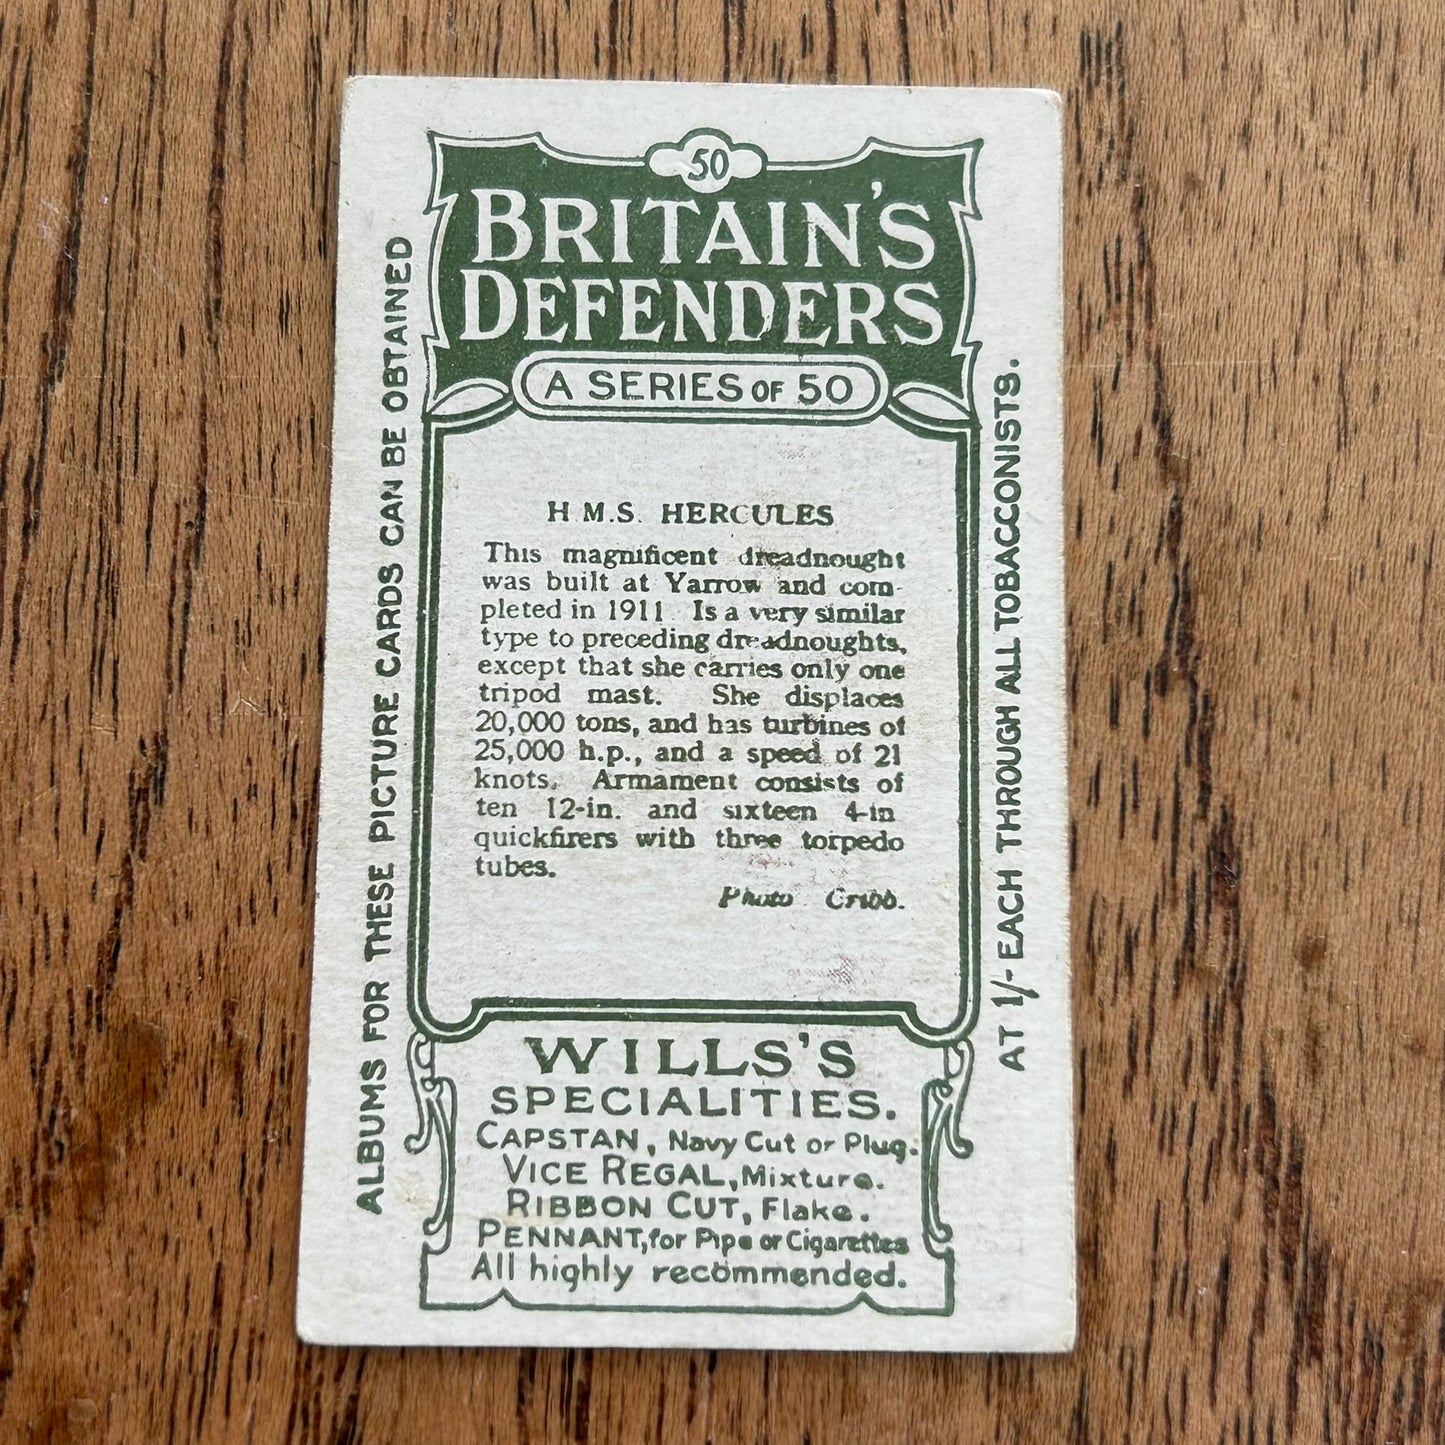 50
BRITAIN'S
DEFENDERS
A SERIES OF 50
H.M.S. HERCULES
This magnificent dreadnought
was built at Yarrow and com-
pleted in 1911. Is a very similar
type to preceding dreadnoughts,
except that she carries only one
tripod mast. She displaces
20,000 tons, and has turbines of
25,000 h.p., and a speed of 21
knots. Armament consists of
ten 12-in. and sixteen 4-in
quickfirers with three torpedo
tubes.
Photo Cribb.
WILLS'S
SPECIALITIES.
CAPSTAN, Navy Cut or Plug.
VICE REGAL, Mixture.
RIBBON CUT, Flake.
PENNANT, for Pipe or Cigarettes
All highly recommended.
ALBUMS FOR THESE PICTURE CARDS CAN BE OBTAINED
AT 1/- EACH THROUGH ALL TOBACCONISTS.